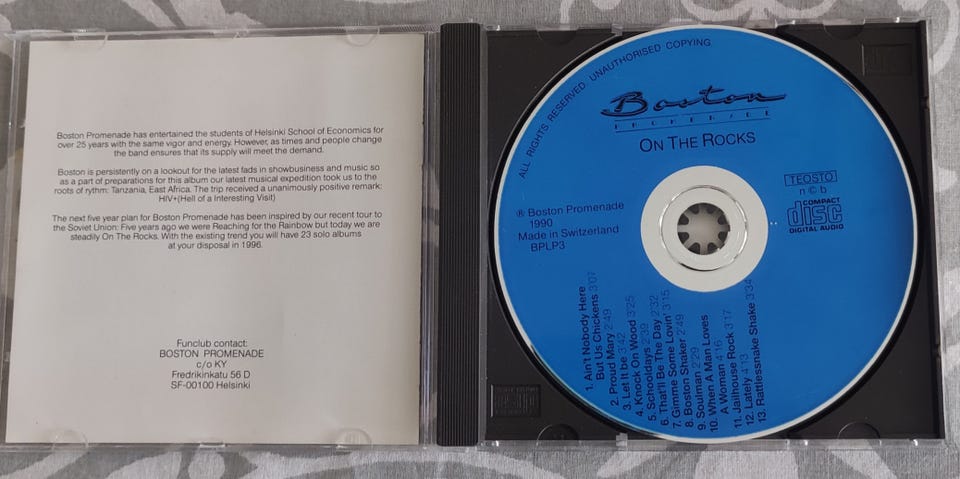 Boston Promenade has entertained the students of Helsinki School of Economics for
over 25 years with the same vigor and energy. However, as times and people change
the band ensures that its supply will meet the demand.
Boston is persistently on a lookout for the latest fads in showbusiness and music so
as a part of preparations for this album our latest musical expedition took us to the
roots of rythm: Tanzania, East Africa. The trip received a unanimously positive remark:
HIV+(Hell of a Interesting Visit)
The next five year plan for Boston Promenade has been inspired by our recent tour to
the Soviet Union: Five years ago we were Reaching for the Rainbow but today we are
steadily On The Rocks. With the existing trend you will have 23 solo albums
at your disposal in 1996.
Funclub contact:
BOSTON PROMENADE
c/o KY
Fredrikinkatu 56 D
SF-00100 Helsinki
ALL RIGHTS RESERVED UNAUTHORISED COPYING
Boston
PROMENADE
ON THE ROCKS
℗ Boston Promenade
1990
Made in Switzerland
BPLP3
TEOSTO
n©b
COMPACT
disc
DIGITAL AUDIO
1. Ain't Nobody Here
But Us Chickens 3'07
2. Proud Mary 2'49
3. Let it be 3'42
4. Knock On Wood 3'25
5. Schooldays 2'39
6. That'll Be The Day 2'32
7. Gimme Some Lovin' 3'15
8. Boston Shaker 2'49
9. Soulman 2'29
10. When A Man Loves
A Woman 4'16
11. Jailhouse Rock 3'17
12. Lately 4'13
13. Rattlessnake Shake 3'34